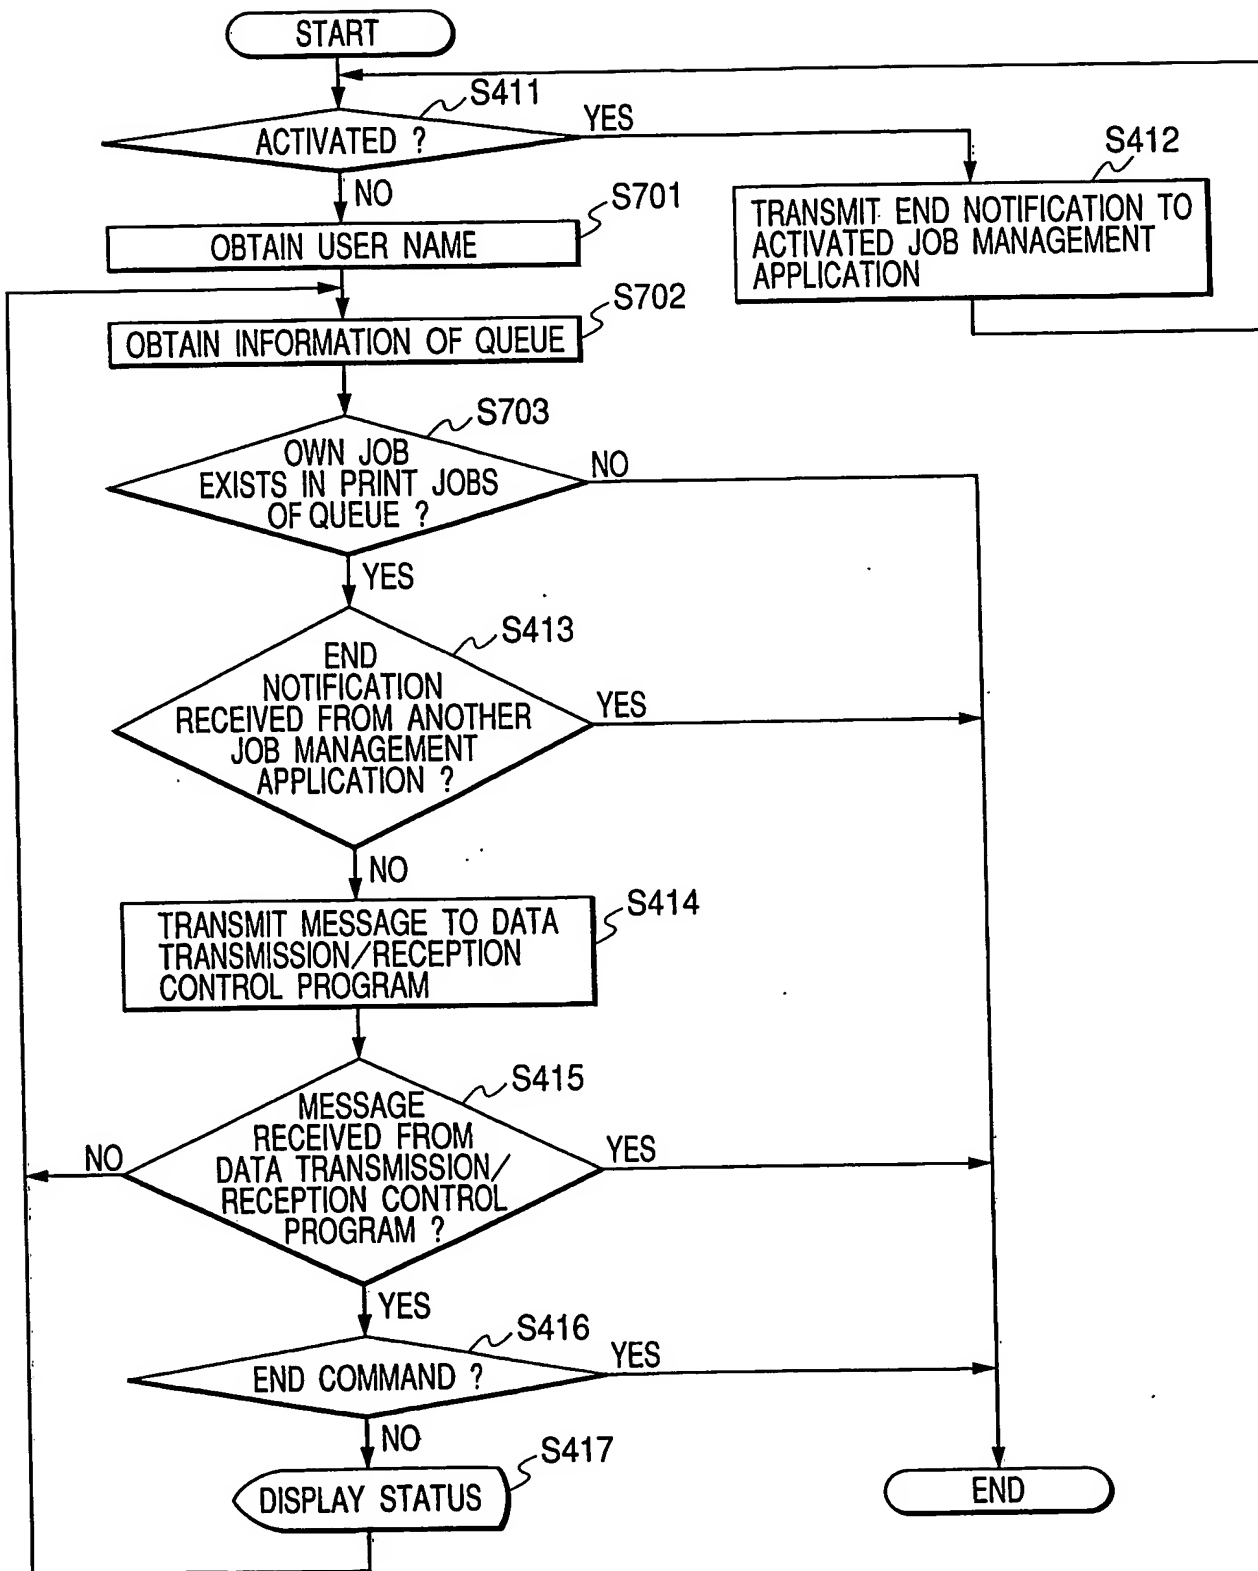 START
S411
ACTIVATED ?
YES
S412
TRANSMIT END NOTIFICATION TO
ACTIVATED JOB MANAGEMENT
APPLICATION
NO
S701
OBTAIN USER NAME
S702
OBTAIN INFORMATION OF QUEUE
S703
OWN JOB
EXISTS IN PRINT JOBS
OF QUEUE ?
NO
YES
S413
END
NOTIFICATION
RECEIVED FROM ANOTHER
JOB MANAGEMENT
APPLICATION ?
YES
NO
S414
TRANSMIT MESSAGE TO DATA
TRANSMISSION/RECEPTION
CONTROL PROGRAM
S415
MESSAGE
RECEIVED FROM
DATA TRANSMISSION/
RECEPTION CONTROL
PROGRAM ?
NO
YES
YES
S416
END COMMAND ?
YES
NO
S417
DISPLAY STATUS
END